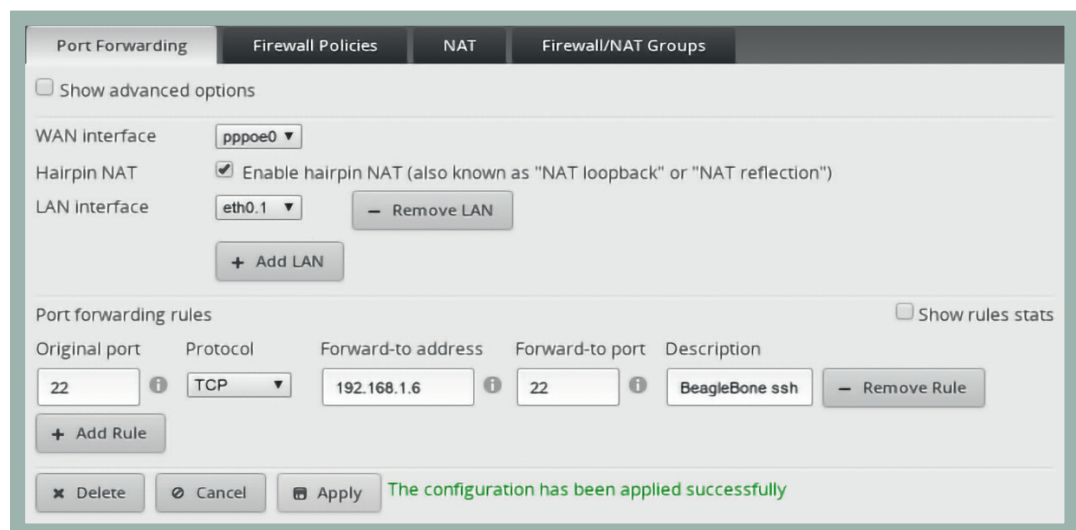 Port Forwarding Firewall Policies NAT Firewall/NAT Groups
Show advanced options
WAN interface pppoe0
Hairpin NAT Enable hairpin NAT (also known as "NAT loopback" or "NAT reflection")
LAN interface eth0.1 − Remove LAN
+ Add LAN
Port forwarding rules Show rules stats
Original port Protocol Forward-to address Forward-to port Description
22 TCP 192.168.1.6 22 BeagleBone ssh − Remove Rule
+ Add Rule
Delete Cancel Apply The configuration has been applied successfully